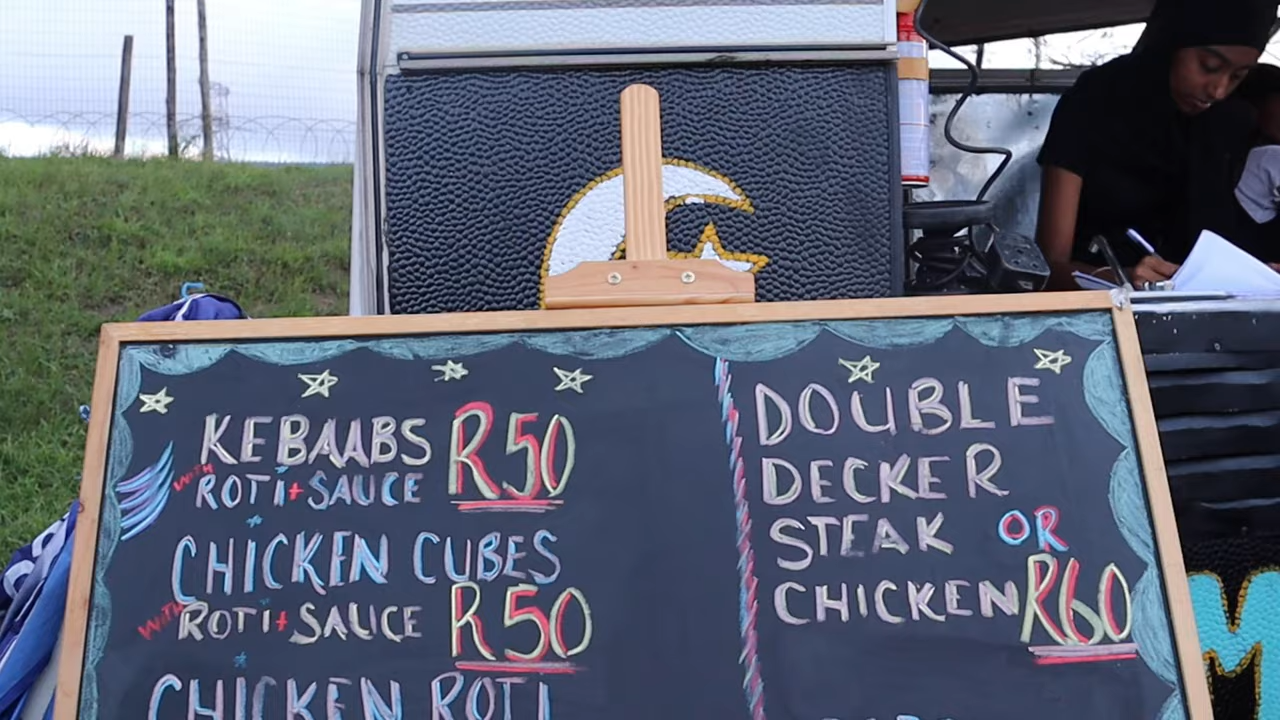 KEBAABS R50
WITH ROTI + SAUCE
CHICKEN CUBES
WITH ROTI + SAUCE R50
CHICKEN ROTI
DOUBLE
DECKER
STEAK OR
CHICKEN R60
M